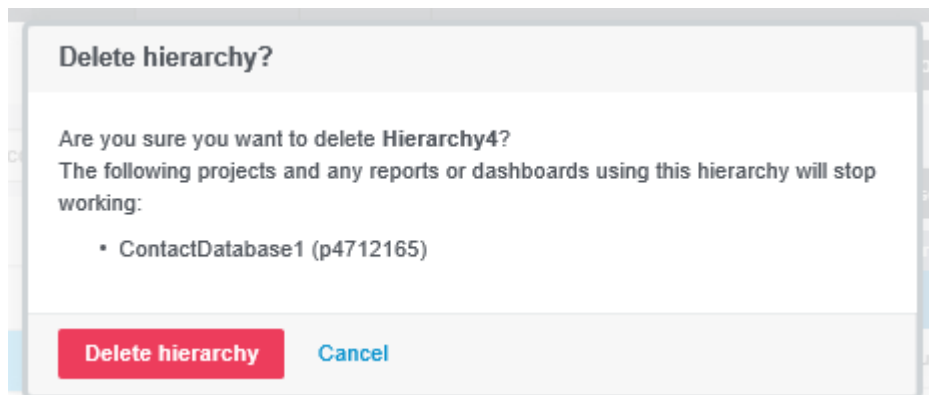 Delete hierarchy?
Are you sure you want to delete Hierarchy4?
The following projects and any reports or dashboards using this hierarchy will stop
working:
• ContactDatabase1 (p4712165)
Delete hierarchy
Cancel